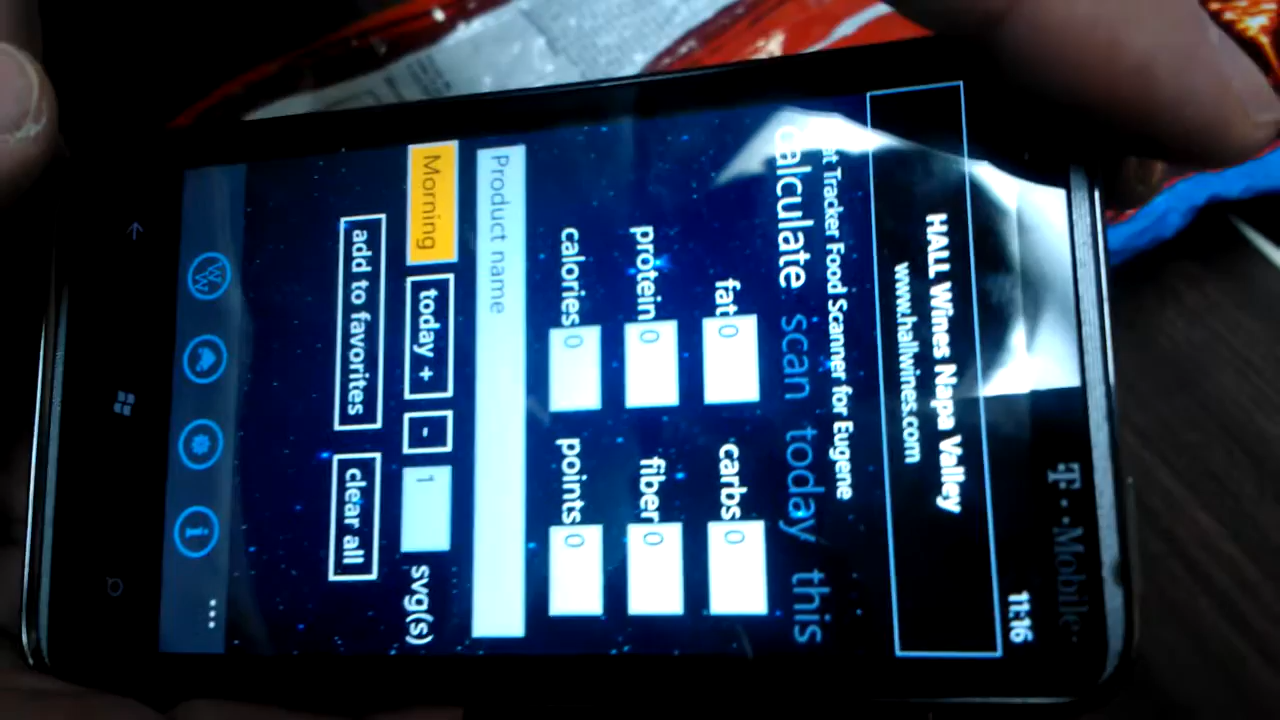 T··Mobile·
11:16
HALL Wines Napa Valley
www.hallwines.com
Tracker Food Scanner for Eugene
calculate scan today this
fat 0 carbs 0
protein 0 fiber 0
calories 0 points 0
Product name
Morning today + - 1 svg(s)
add to favorites clear all
W W i ...